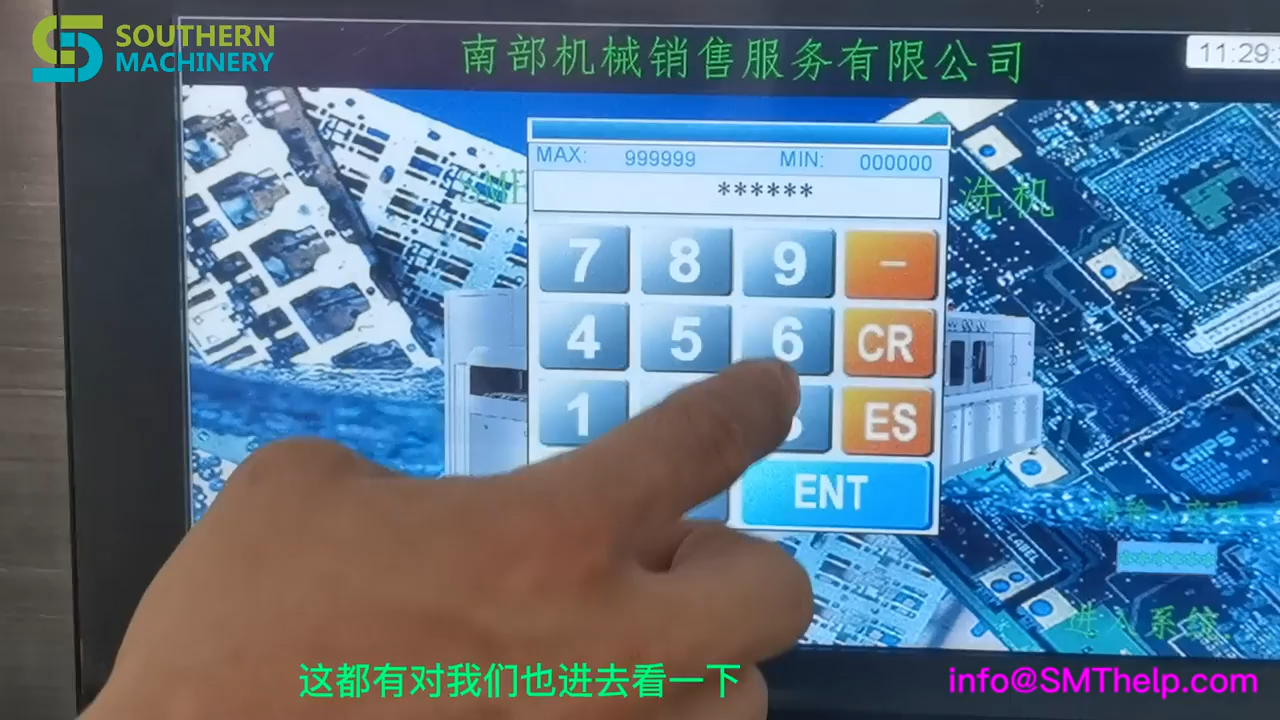 SOUTHERN
MACHINERY
南部机械销售服务有限公司
11:29:
MAX: 999999 MIN: 000000
******
洗机
7 8 9 −
4 5 6 CR
1 ES
ENT
CHIPS
LABEL
******
进入系统
这都有对我们也进去看一下
info@SMThelp.com